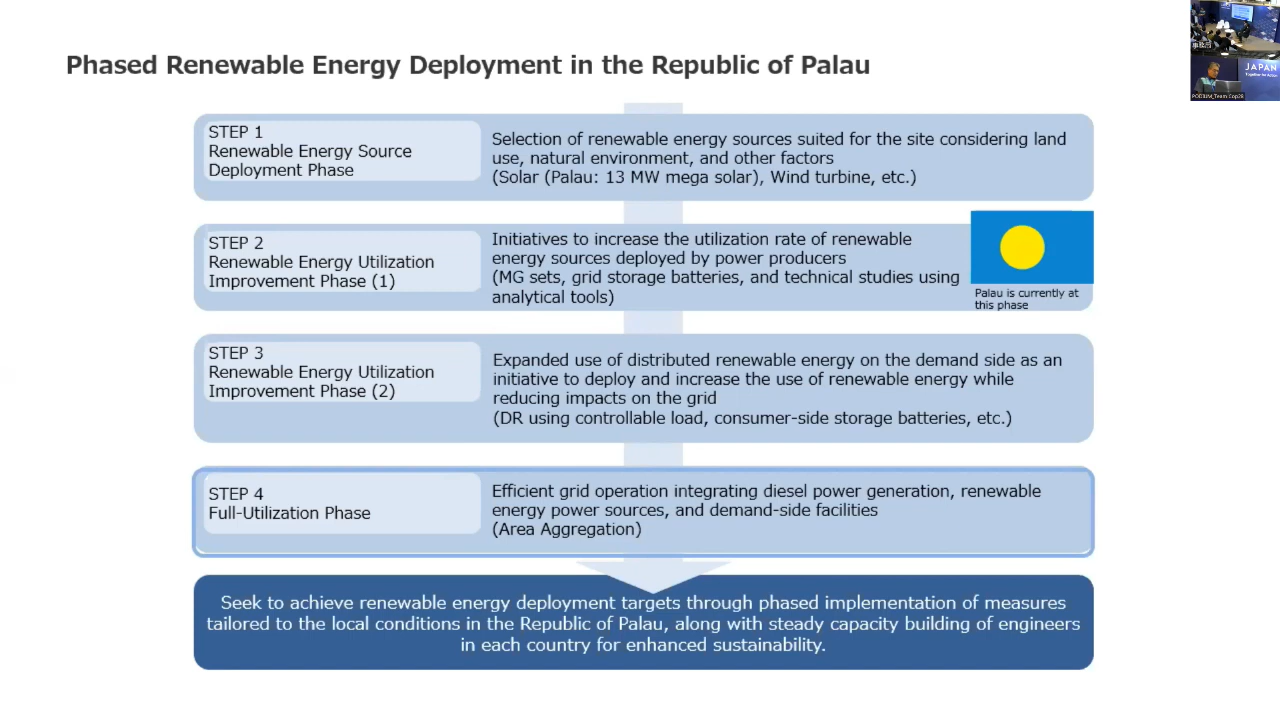 Phased Renewable Energy Deployment in the Republic of Palau
STEP 1
Renewable Energy Source
Deployment Phase
Selection of renewable energy sources suited for the site considering land
use, natural environment, and other factors
(Solar (Palau: 13 MW mega solar), Wind turbine, etc.)
STEP 2
Renewable Energy Utilization
Improvement Phase (1)
Initiatives to increase the utilization rate of renewable
energy sources deployed by power producers
(MG sets, grid storage batteries, and technical studies using
analytical tools)
Palau is currently at
this phase
STEP 3
Renewable Energy Utilization
Improvement Phase (2)
Expanded use of distributed renewable energy on the demand side as an
initiative to deploy and increase the use of renewable energy while
reducing impacts on the grid
(DR using controllable load, consumer-side storage batteries, etc.)
STEP 4
Full-Utilization Phase
Efficient grid operation integrating diesel power generation, renewable
energy power sources, and demand-side facilities
(Area Aggregation)
Seek to achieve renewable energy deployment targets through phased implementation of measures
tailored to the local conditions in the Republic of Palau, along with steady capacity building of engineers
in each country for enhanced sustainability.
JAPAN
Together for Action
PODIUM_Team Cop28